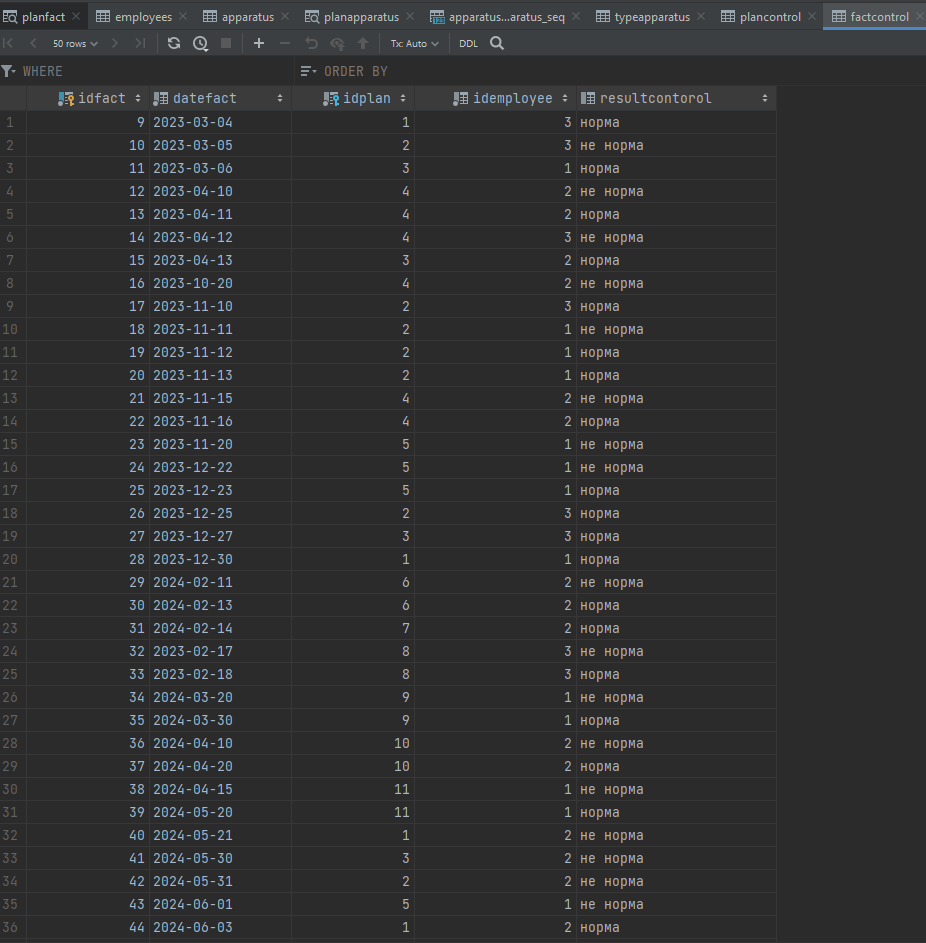 planfact employees apparatus planapparatus apparatus...aratus_seq typeapparatus plancontrol factcontrol
50 rows Tx: Auto DDL
WHERE ORDER BY
idfact datefact idplan idemployee resultcontorol
1 9 2023-03-04 1 3 норма
2 10 2023-03-05 2 3 не норма
3 11 2023-03-06 3 1 норма
4 12 2023-04-10 4 2 не норма
5 13 2023-04-11 4 2 норма
6 14 2023-04-12 4 3 не норма
7 15 2023-04-13 3 2 норма
8 16 2023-10-20 4 2 не норма
9 17 2023-11-10 2 3 норма
10 18 2023-11-11 2 1 не норма
11 19 2023-11-12 2 1 норма
12 20 2023-11-13 2 1 норма
13 21 2023-11-15 4 2 не норма
14 22 2023-11-16 4 2 норма
15 23 2023-11-20 5 1 не норма
16 24 2023-12-22 5 1 не норма
17 25 2023-12-23 5 1 норма
18 26 2023-12-25 2 3 норма
19 27 2023-12-27 3 3 норма
20 28 2023-12-30 1 1 норма
21 29 2024-02-11 6 2 не норма
22 30 2024-02-13 6 2 норма
23 31 2024-02-14 7 2 норма
24 32 2023-02-17 8 3 не норма
25 33 2023-02-18 8 3 норма
26 34 2024-03-20 9 1 не норма
27 35 2024-03-30 9 1 норма
28 36 2024-04-10 10 2 не норма
29 37 2024-04-20 10 2 норма
30 38 2024-04-15 11 1 не норма
31 39 2024-05-20 11 1 норма
32 40 2024-05-21 1 2 не норма
33 41 2024-05-30 3 2 не норма
34 42 2024-05-31 2 2 не норма
35 43 2024-06-01 5 1 не норма
36 44 2024-06-03 1 2 норма